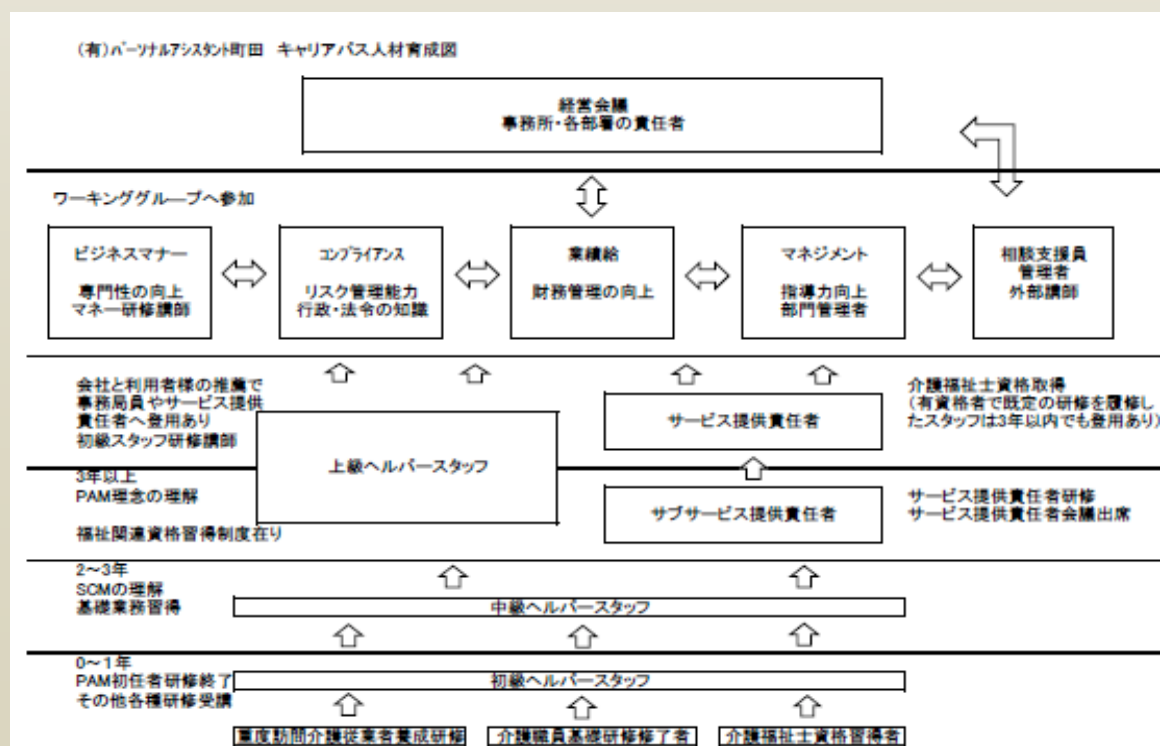 (有)パーソナルアシスタント町田 キャリアパス人材育成図
経営会議
事務所・各部署の責任者
ワーキンググループへ参加
ビジネスマナー
専門性の向上
マネー研修講師
コンプライアンス
リスク管理能力
行政・法令の知識
業績給
財務管理の向上
マネジメント
指導力向上
部門管理者
相談支援員
管理者
外部講師
会社と利用者様の推薦で
事務局員やサービス提供
責任者へ登用あり
初級スタッフ研修講師
上級ヘルパースタッフ
サービス提供責任者
介護福祉士資格取得
(有資格者で既定の研修を履修し
たスタッフは3年以内でも登用あり)
3年以上
PAM理念の理解
福祉関連資格習得制度在り
サブサービス提供責任者
サービス提供責任者研修
サービス提供責任者会議出席
2～3年
SCMの理解
基礎業務習得
中級ヘルパースタッフ
0～1年
PAM初任者研修終了
その他各種研修受講
初級ヘルパースタッフ
重度訪問介護従業者養成研修
介護職員基礎研修修了者
介護福祉士資格習得者